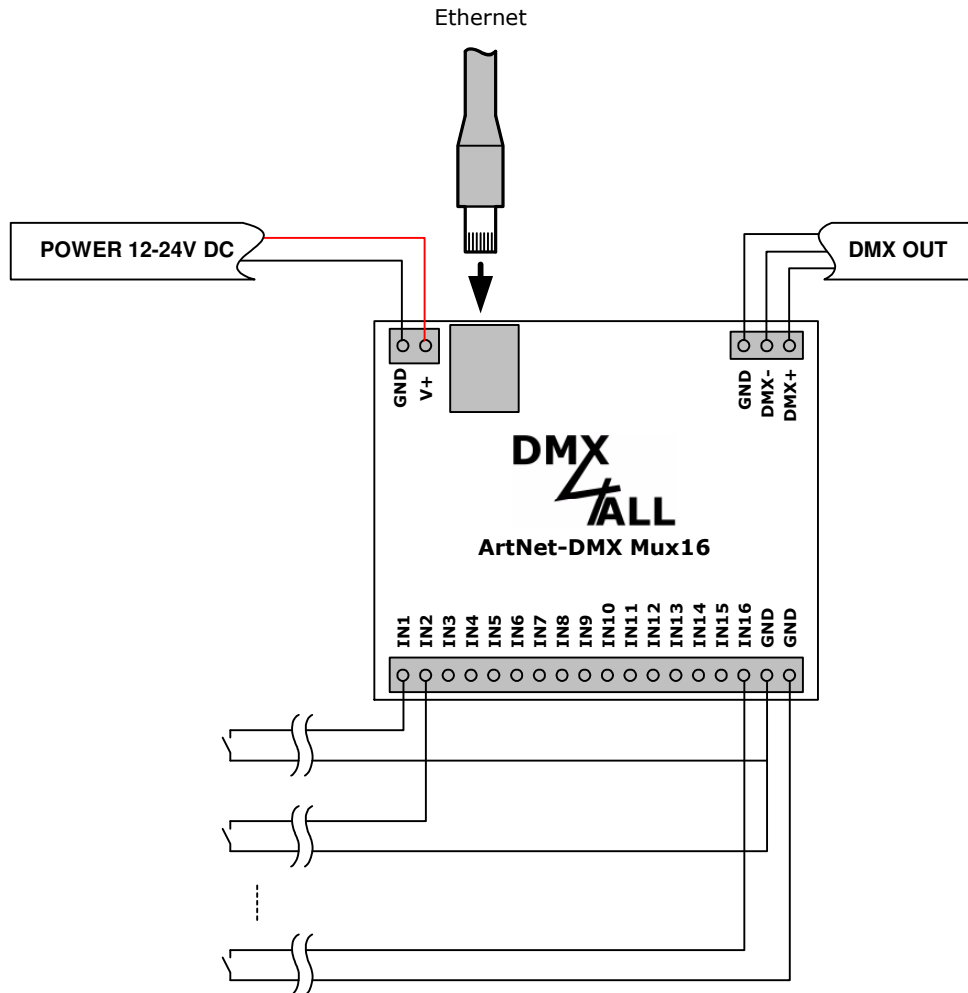 Ethernet
POWER 12-24V DC
DMX OUT
GND
V+
GND
DMX-
DMX+
DMX
4
ALL
ArtNet-DMX Mux16
IN1
IN2
IN3
IN4
IN5
IN6
IN7
IN8
IN9
IN10
IN11
IN12
IN13
IN14
IN15
IN16
GND
GND